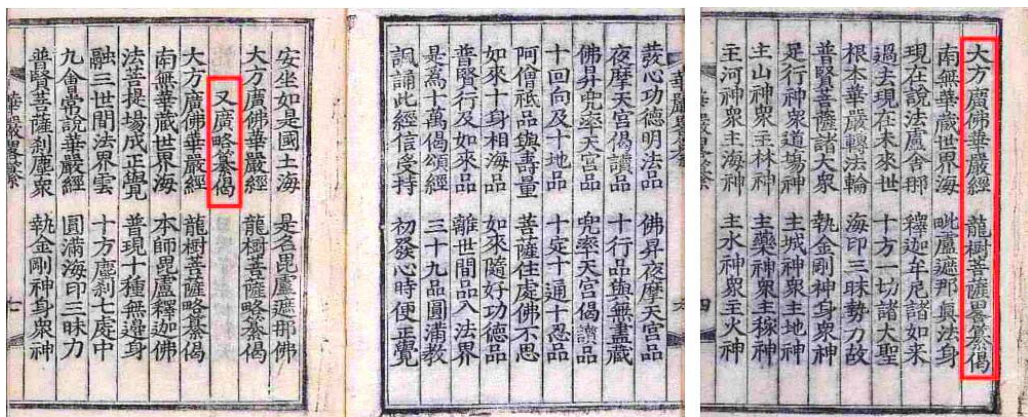 大方廣佛華嚴經 龍樹菩薩畧纂偈
南無華蔵世界海 毗盧遮那眞法身
現在說法盧舍那 釋迦牟尼諸如来
過去現在未來世 十方一切諸大聖
根本華嚴轉法輪 海印三昧勢力故
普賢菩薩諸大衆 執金剛神身衆神
足行神衆道場神 主城神衆主地神
主山神衆主林神 主藥神衆主稼神
主河神衆主海神 主水神衆主火神
四
發心功德明法品 佛昇夜摩天宮品
夜摩天宮偈讚品 十行品與無盡藏
佛昇兜率天宮品 兜率天宮偈讚品
十回向及十地品 十定十通十忍品
阿僧祇品與壽量 菩薩住處佛不思
如來十身相海品 如來隨好功德品
普賢行及如來品 離世間品入法界
是為十萬偈頌經 三十九品圓滿教
諷誦此經信受持 初發心時便正覺
安坐如是國土海 是名毘盧遮那佛
大方廣佛華嚴經 龍樹菩薩略纂偈
又廣略纂偈
大方廣佛華嚴經 龍樹菩薩略纂偈
南無華蔵世界海 本師毘盧釋迦佛
法菩提場成正覺 普現十種無邊身
融三世間法界雲 十方塵刹七處中
九會常說華嚴經 圓滿海印三昧力
普賢菩薩刹塵衆 執金剛神身衆神
七